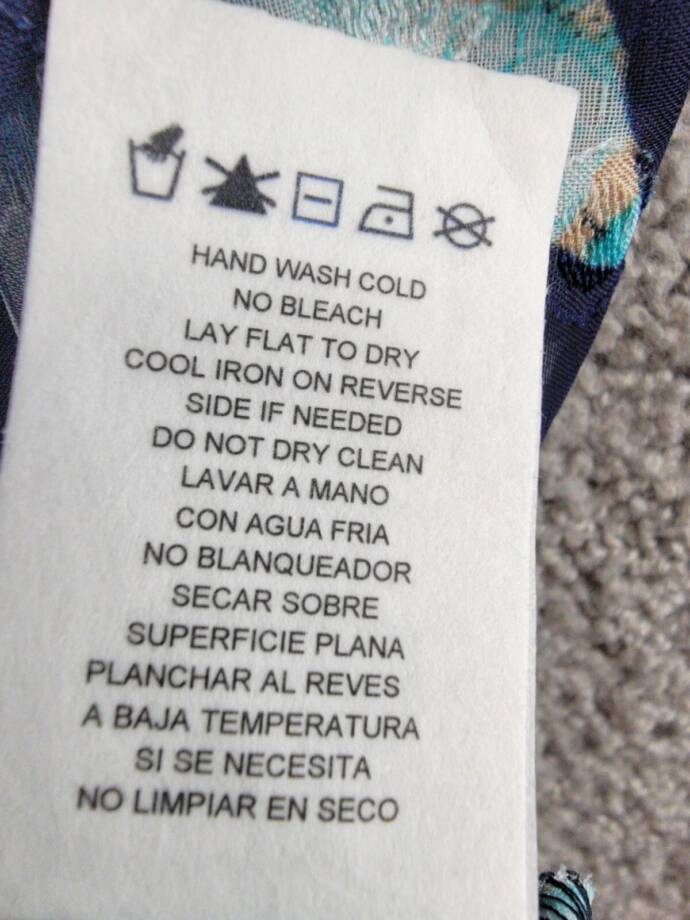 HAND WASH COLD
NO BLEACH
LAY FLAT TO DRY
COOL IRON ON REVERSE
SIDE IF NEEDED
DO NOT DRY CLEAN
LAVAR A MANO
CON AGUA FRIA
NO BLANQUEADOR
SECAR SOBRE
SUPERFICIE PLANA
PLANCHAR AL REVES
A BAJA TEMPERATURA
SI SE NECESITA
NO LIMPIAR EN SECO